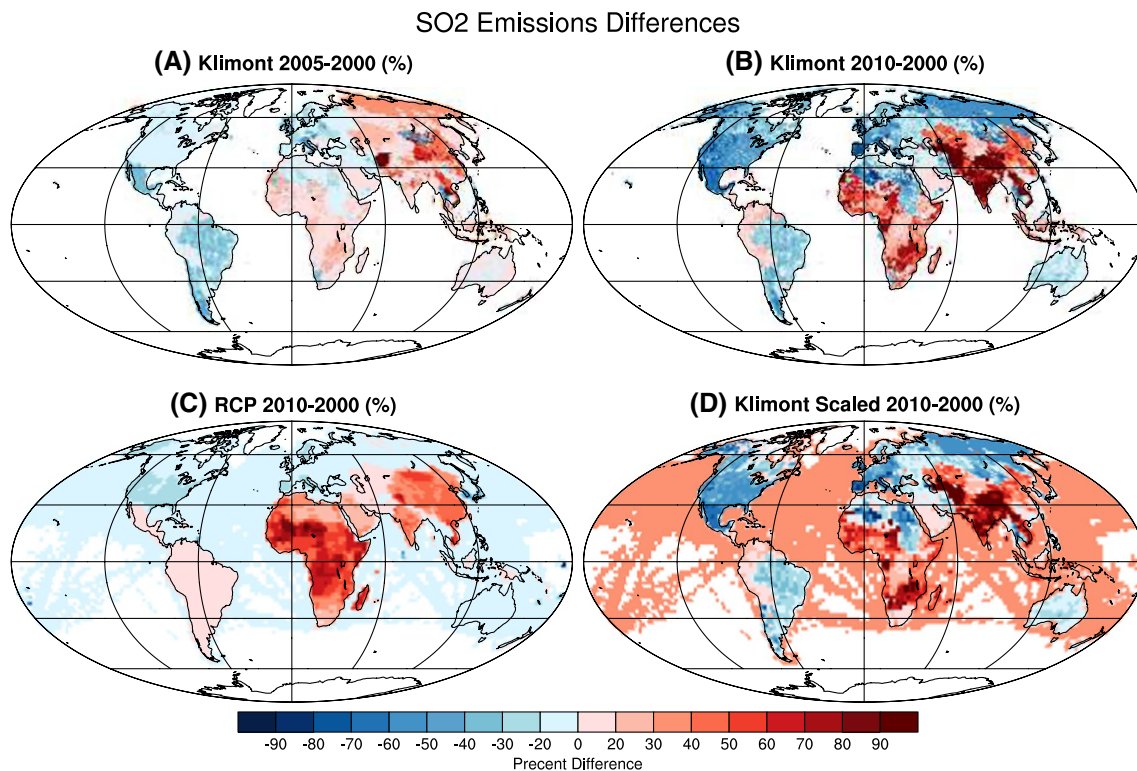 SO2 Emissions Differences
(A) Klimont 2005-2000 (%)
(B) Klimont 2010-2000 (%)
(C) RCP 2010-2000 (%)
(D) Klimont Scaled 2010-2000 (%)
-90 -80 -70 -60 -50 -40 -30 -20 -10 0 20 30 40 50 60 70 80 90
Precent Difference